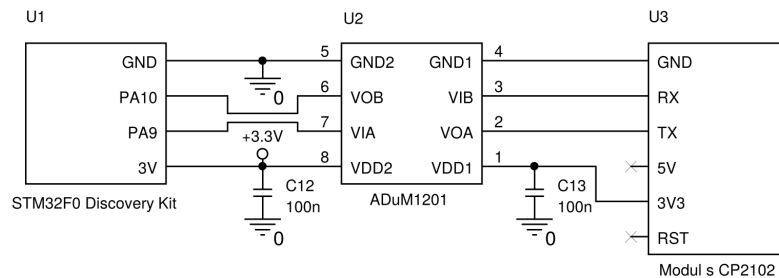 U1
U2
U3
GND
5
GND2
GND1
4
GND
0
PA10
6
VOB
VIB
3
RX
PA9
7
VIA
VOA
2
TX
+3.3V
3V
8
VDD2
VDD1
1
5V
C12
100n
C13
100n
3V3
STM32F0 Discovery Kit
ADuM1201
0
0
RST
Modul s CP2102